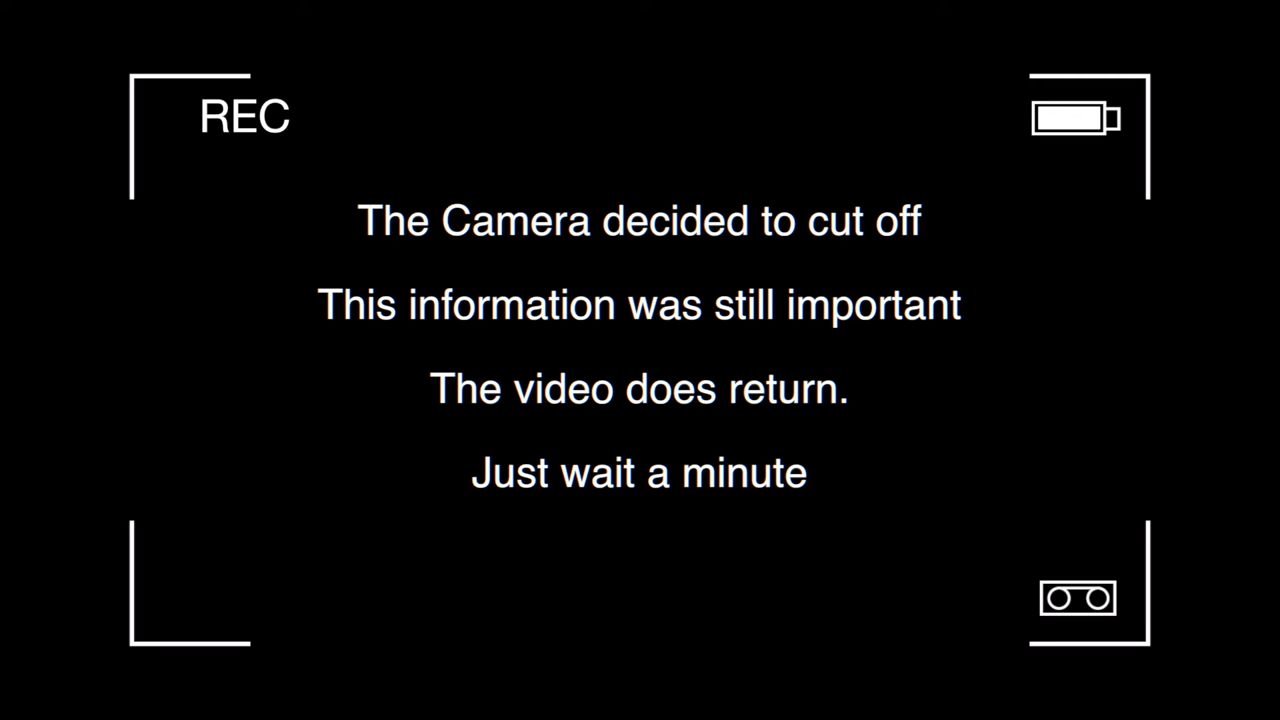 REC
The Camera decided to cut off
This information was still important
The video does return.
Just wait a minute